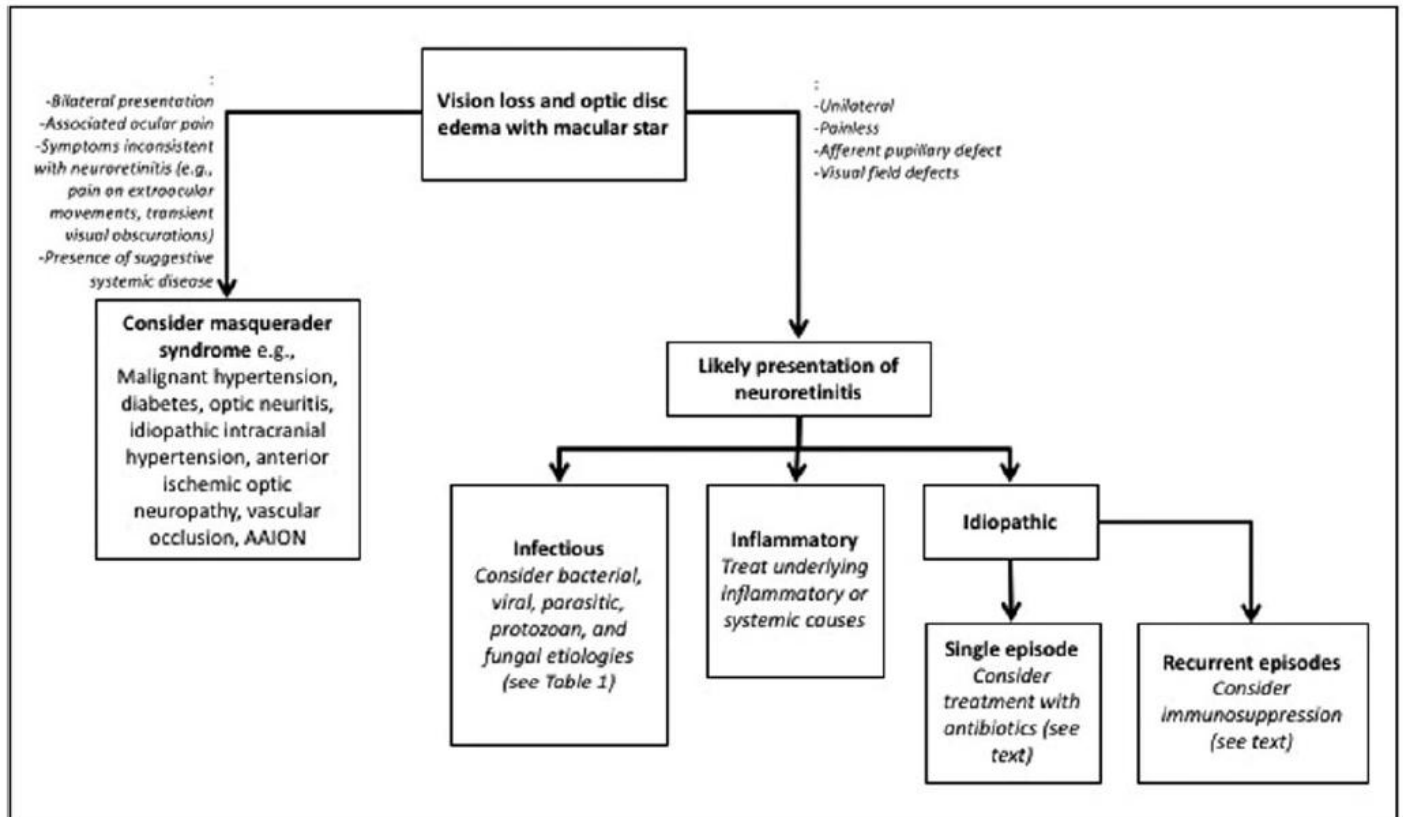 Vision loss and optic disc
edema with macular star
:
-Bilateral presentation
-Associated ocular pain
-Symptoms inconsistent
with neuroretinitis (e.g.,
pain on extraocular
movements, transient
visual obscurations)
-Presence of suggestive
systemic disease
:
-Unilateral
-Painless
-Afferent pupillary defect
-Visual field defects
Consider masquerader
syndrome e.g.,
Malignant hypertension,
diabetes, optic neuritis,
idiopathic intracranial
hypertension, anterior
ischemic optic
neuropathy, vascular
occlusion, AAION
Likely presentation of
neuroretinitis
Infectious
Consider bacterial,
viral, parasitic,
protozoan, and
fungal etiologies
(see Table 1)
Inflammatory
Treat underlying
inflammatory or
systemic causes
Idiopathic
Single episode
Consider
treatment with
antibiotics (see
text)
Recurrent episodes
Consider
immunosuppression
(see text)